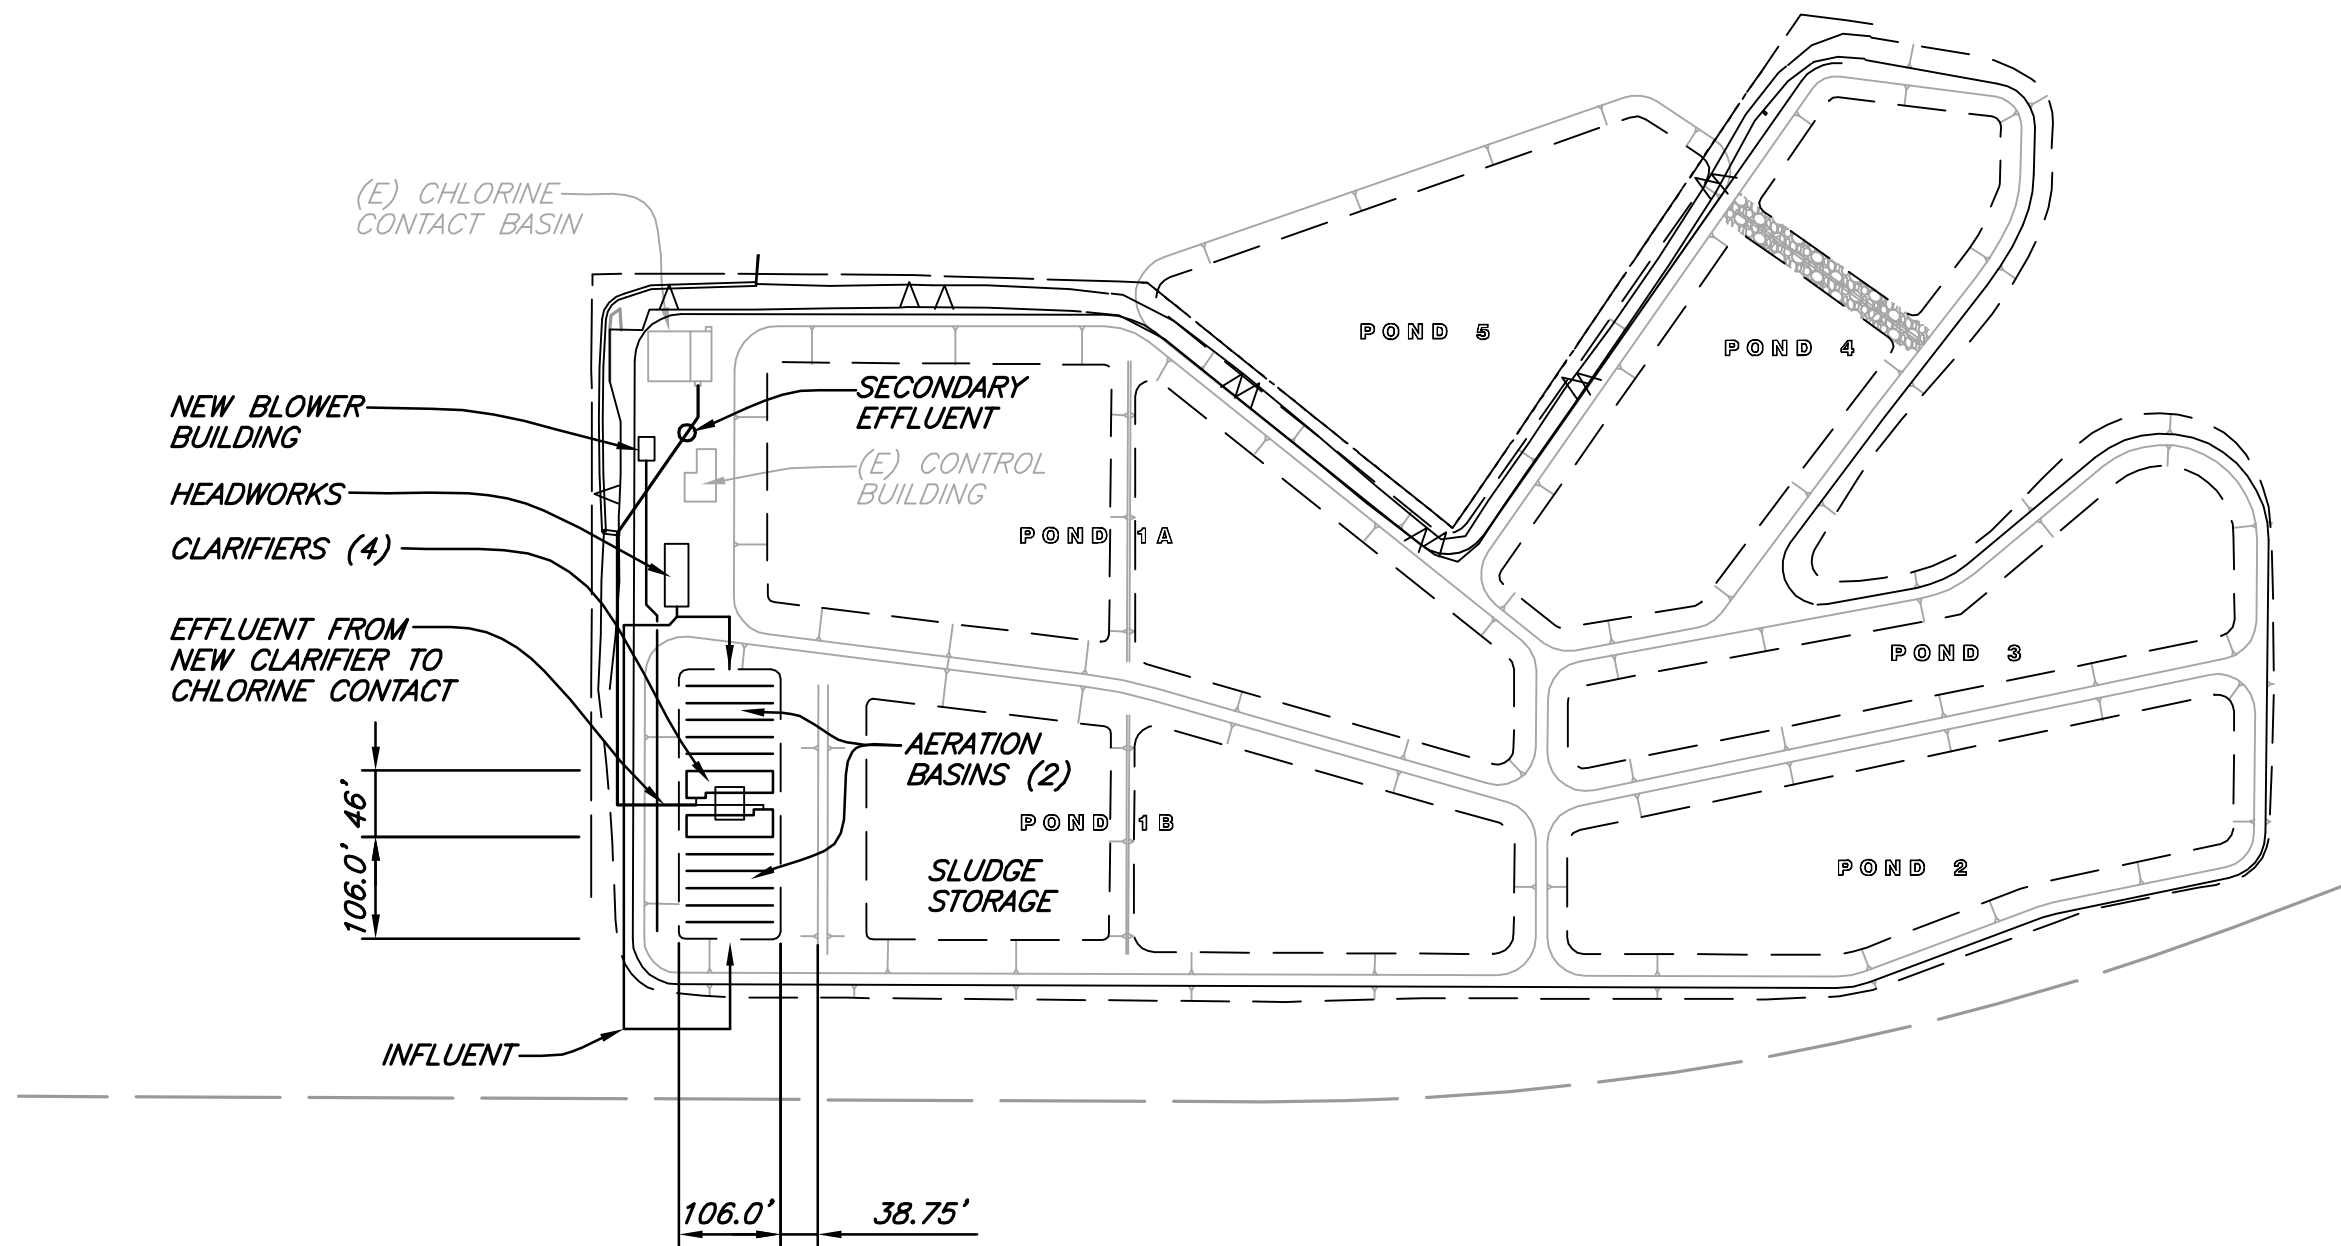 (E) CHLORINE
CONTACT BASIN
POND 5
POND 4
NEW BLOWER
BUILDING
SECONDARY
EFFLUENT
(E) CONTROL
BUILDING
HEADWORKS
CLARIFIERS (4)
POND 1A
EFFLUENT FROM
NEW CLARIFIER TO
CHLORINE CONTACT
POND 3
AERATION
BASINS (2)
46'
POND 1B
106.0'
SLUDGE
STORAGE
POND 2
INFLUENT
106.0'
38.75'